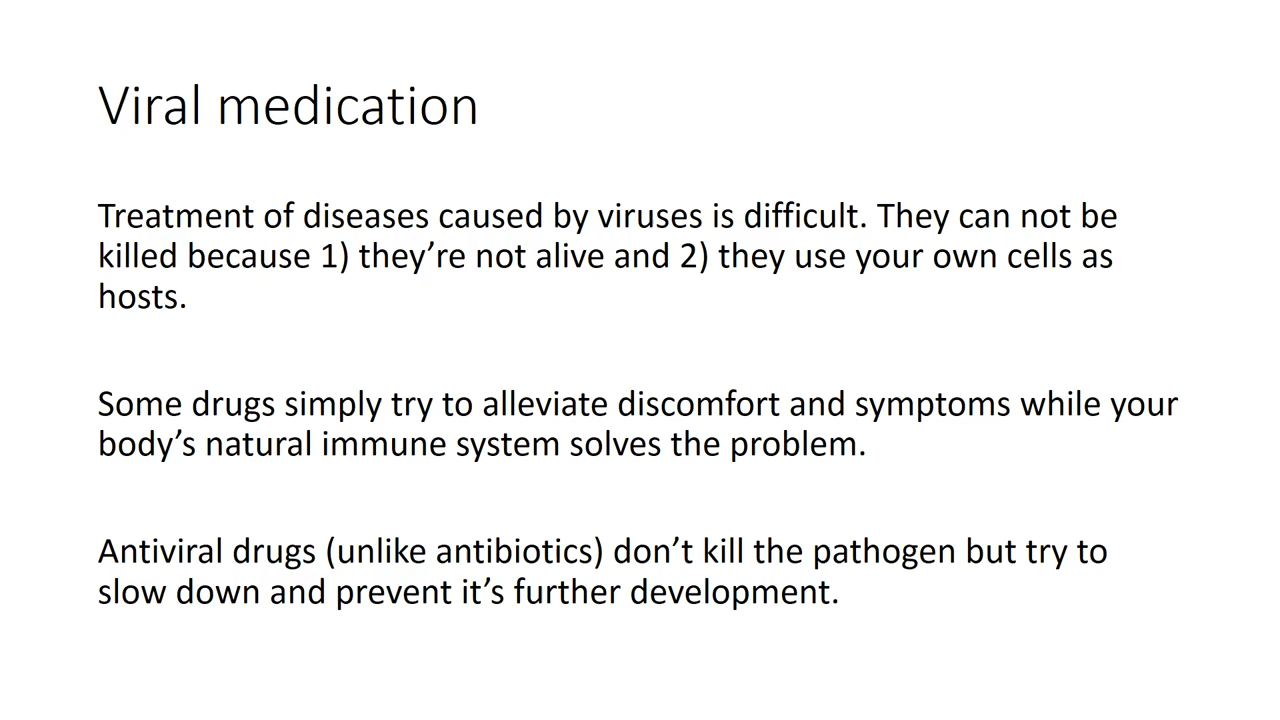 Viral medication
Treatment of diseases caused by viruses is difficult. They can not be
killed because 1) they’re not alive and 2) they use your own cells as
hosts.
Some drugs simply try to alleviate discomfort and symptoms while your
body’s natural immune system solves the problem.
Antiviral drugs (unlike antibiotics) don’t kill the pathogen but try to
slow down and prevent it’s further development.